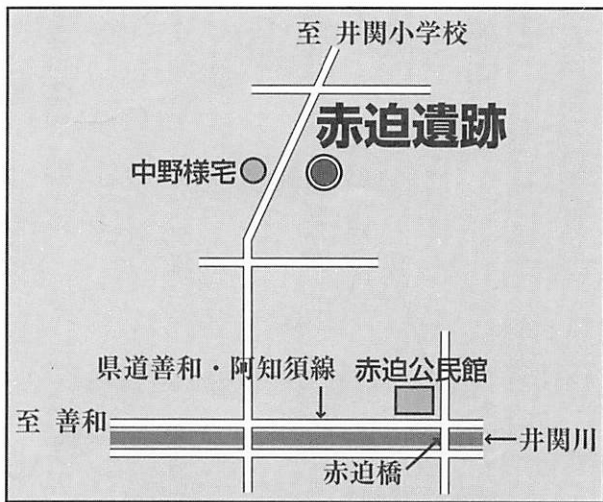 至 井関小学校
赤迫遺跡
中野様宅
県道善和・阿知須線
赤迫公民館
至 善和
井関川
赤迫橋